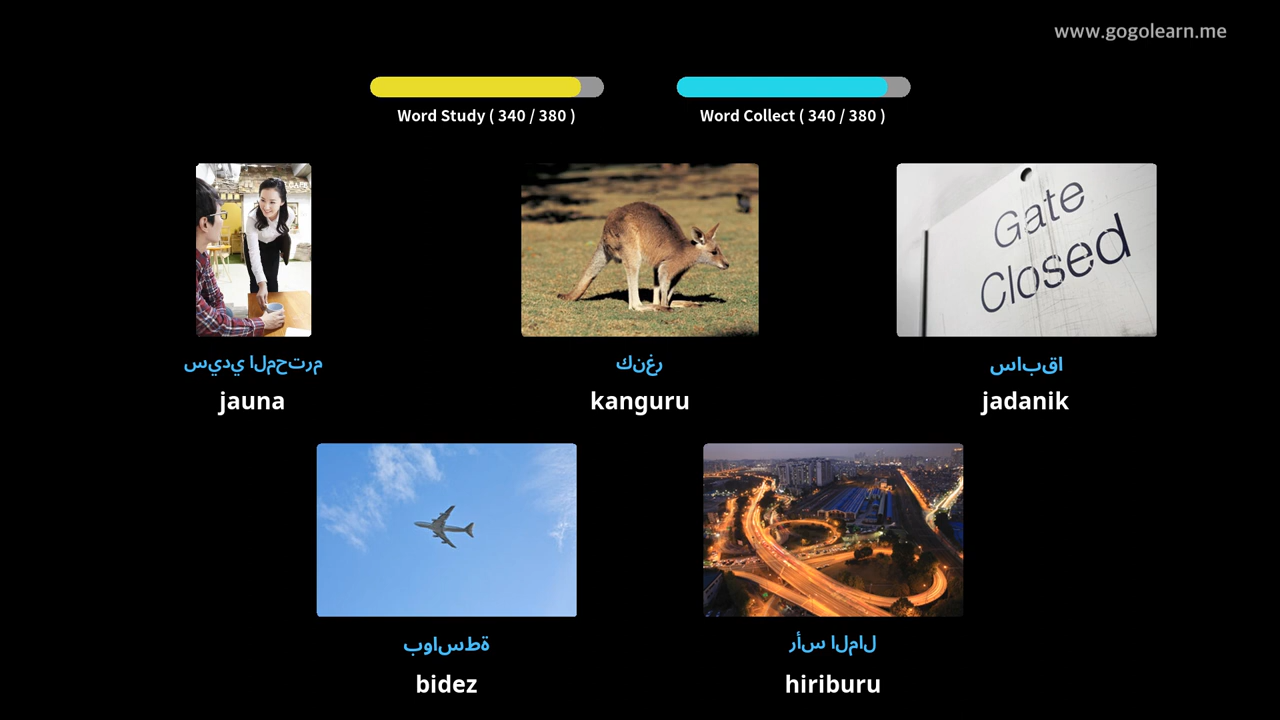 www.gogolearn.me
Word Study ( 340 / 380 )
Word Collect ( 340 / 380 )
Gate
Closed
سيدي المحترم
كنغر
سابقا
jauna
kanguru
jadanik
بواسطة
رأس المال
bidez
hiriburu